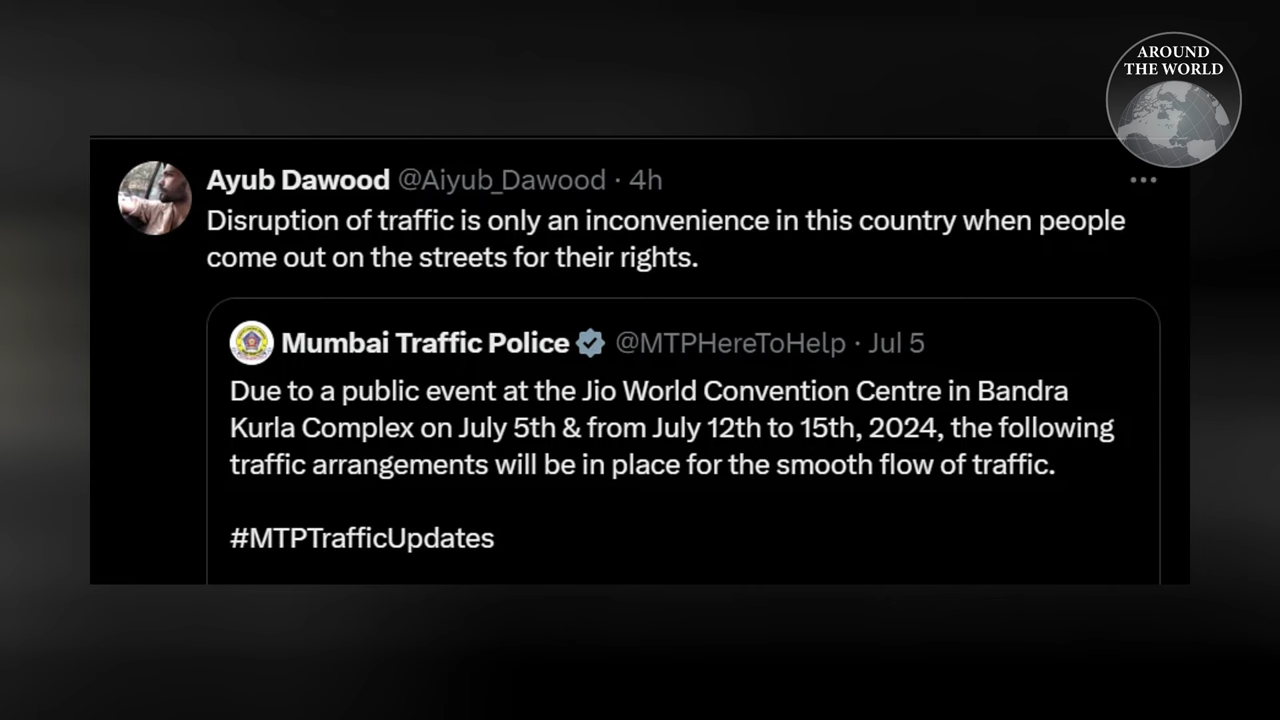 AROUND
THE WORLD
Ayub Dawood @Aiyub_Dawood · 4h
Disruption of traffic is only an inconvenience in this country when people
come out on the streets for their rights.
Mumbai Traffic Police @MTPHereToHelp · Jul 5
Due to a public event at the Jio World Convention Centre in Bandra
Kurla Complex on July 5th & from July 12th to 15th, 2024, the following
traffic arrangements will be in place for the smooth flow of traffic.
#MTPTrafficUpdates